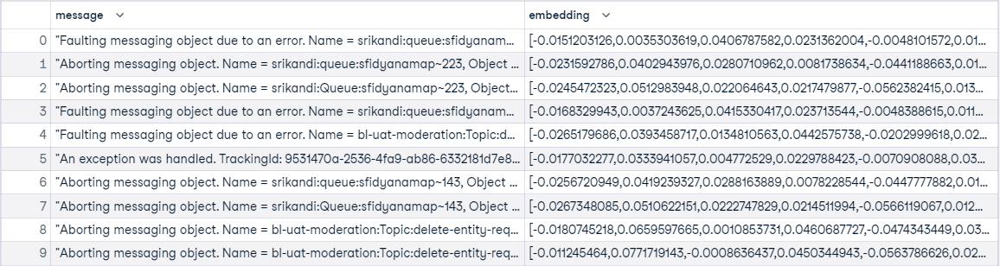 message embedding
0 "Faulting messaging object due to an error. Name = srikandi:queue:sfidyanam... [-0.0151203126,0.0035303619,0.0406787582,0.0231362004,-0.0048101572,0.01...
1 "Aborting messaging object. Name = srikandi:queue:sfidyanamap~223, Object ... [-0.0231592786,0.0402943976,0.0280710962,0.0081738634,-0.0441188663,0.01...
2 "Aborting messaging object. Name = srikandi:Queue:sfidyanamap~223, Object... [-0.0245472323,0.0512983948,0.022064643,0.0217479877,-0.0562382415,0.013...
3 "Faulting messaging object due to an error. Name = srikandi:queue:sfidyanam... [-0.0168329943,0.0037243625,0.0415330417,0.023713544,-0.0048388615,0.011...
4 "Faulting messaging object due to an error. Name = bl-uat-moderation:Topic:d... [-0.0265179686,0.0393458717,0.0134810563,0.0442575738,-0.0202999618,0.02...
5 "An exception was handled. TrackingId: 9531470a-2536-4fa9-ab86-6332181d7e8... [-0.0177032277,0.0333941057,0.004772529,0.0229788423,-0.0070908088,0.03...
6 "Aborting messaging object. Name = srikandi:queue:sfidyanamap~143, Object ... [-0.0256720949,0.0419239327,0.0288163889,0.0078228544,-0.0447777882,0.01...
7 "Aborting messaging object. Name = srikandi:Queue:sfidyanamap~143, Object ... [-0.0267348085,0.0510622151,0.0222747829,0.0214511994,-0.0566119067,0.012...
8 "Aborting messaging object. Name = bl-uat-moderation:Topic:delete-entity-req... [-0.0180745218,0.0659597665,0.0010853731,0.0460687727,-0.0474343449,0.03...
9 "Aborting messaging object. Name = bl-uat-moderation:Topic:delete-entity-req... [-0.011245464,0.0771719143,-0.0008636437,0.0450344943,-0.0563786626,0.02...